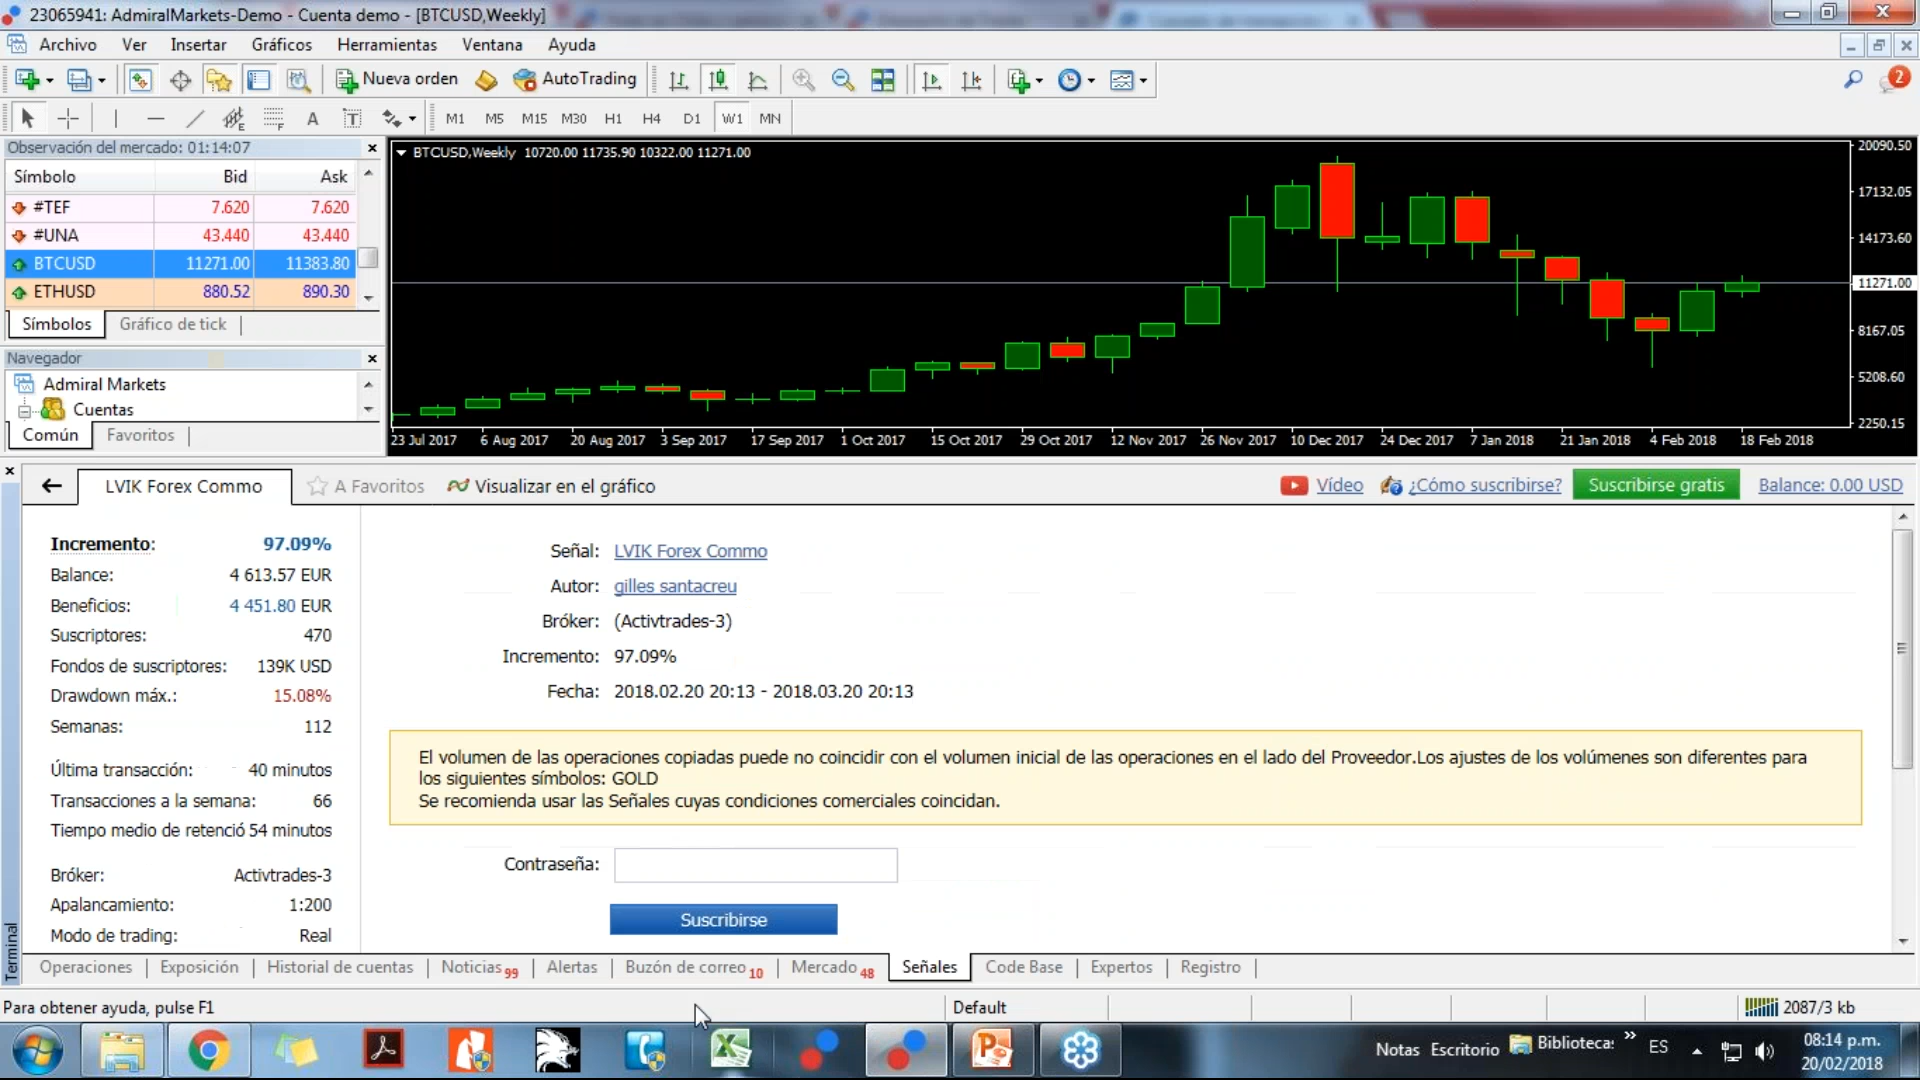 23065941: AdmiralMarkets-Demo - Cuenta demo - [BTCUSD,Weekly]
Archivo Ver Insertar Gráficos Herramientas Ventana Ayuda
Nueva orden AutoTrading 2
E F A T M1 M5 M15 M30 H1 H4 D1 W1 MN
Observación del mercado: 01:14:07
Símbolo Bid Ask
#TEF 7.620 7.620
#UNA 43.440 43.440
BTCUSD 11271.00 11383.80
ETHUSD 880.52 890.30
Símbolos Gráfico de tick
Navegador
Admiral Markets
Cuentas
Común Favoritos
BTCUSD,Weekly 10720.00 11735.90 10322.00 11271.00
20090.50
17132.05
14173.60
11271.00
8167.05
5208.60
2250.15
23 Jul 2017 6 Aug 2017 20 Aug 2017 3 Sep 2017 17 Sep 2017 1 Oct 2017 15 Oct 2017 29 Oct 2017 12 Nov 2017 26 Nov 2017 10 Dec 2017 24 Dec 2017 7 Jan 2018 21 Jan 2018 4 Feb 2018 18 Feb 2018
LVIK Forex Commo A Favoritos Visualizar en el gráfico Vídeo ¿Cómo suscribirse? Suscribirse gratis Balance: 0.00 USD
Incremento: 97.09%
Balance: 4 613.57 EUR
Beneficios: 4 451.80 EUR
Suscriptores: 470
Fondos de suscriptores: 139K USD
Drawdown máx.: 15.08%
Semanas: 112
Última transacción: 40 minutos
Transacciones a la semana: 66
Tiempo medio de retenció 54 minutos
Bróker: Activtrades-3
Apalancamiento: 1:200
Modo de trading: Real
Señal: LVIK Forex Commo
Autor: gilles santacreu
Bróker: (Activtrades-3)
Incremento: 97.09%
Fecha: 2018.02.20 20:13 - 2018.03.20 20:13
El volumen de las operaciones copiadas puede no coincidir con el volumen inicial de las operaciones en el lado del Proveedor.Los ajustes de los volúmenes son diferentes para
los siguientes símbolos: GOLD
Se recomienda usar las Señales cuyas condiciones comerciales coincidan.
Contraseña:
Suscribirse
Terminal
Operaciones Exposición Historial de cuentas Noticias 99 Alertas Buzón de correo 10 Mercado 48 Señales Code Base Expertos Registro
Para obtener ayuda, pulse F1 Default 2087/3 kb
Notas Escritorio Bibliotecas » ES 08:14 p.m.
20/02/2018